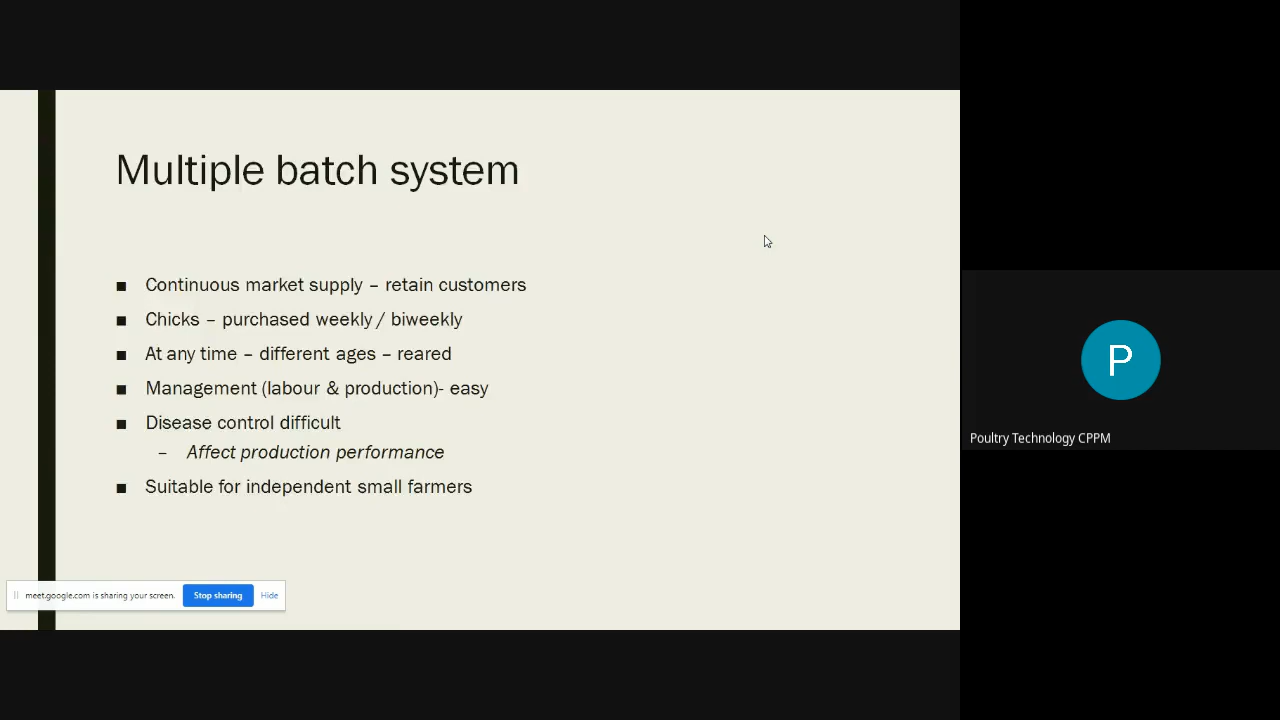 Multiple batch system
■ Continuous market supply – retain customers
■ Chicks – purchased weekly / biweekly
■ At any time – different ages – reared
■ Management (labour & production)- easy
■ Disease control difficult
– Affect production performance
■ Suitable for independent small farmers
meet.google.com is sharing your screen. Stop sharing Hide
P
Poultry Technology CPPM